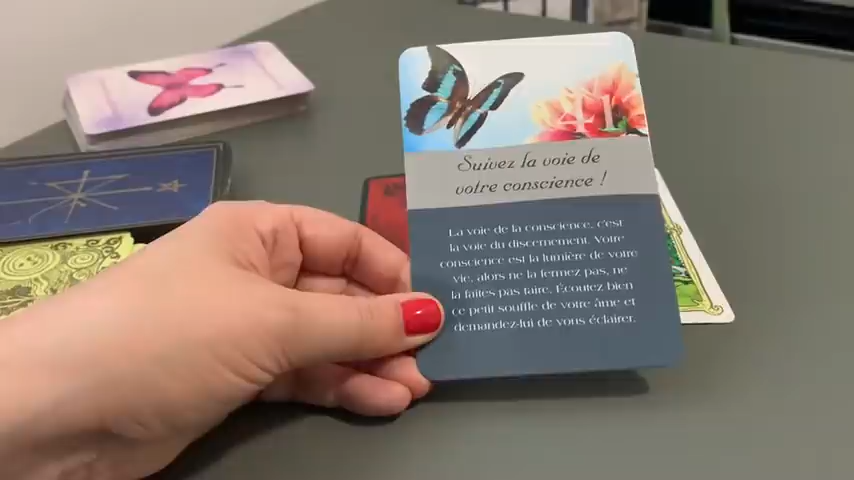 41
Suivez la voie de
votre conscience !
La voie de la conscience, c'est
la voie du discernement. Votre
conscience est la lumière de votre
vie, alors ne la fermez pas, ne
la faites pas taire. Écoutez bien
ce petit souffle de votre âme et
demandez-lui de vous éclairer.